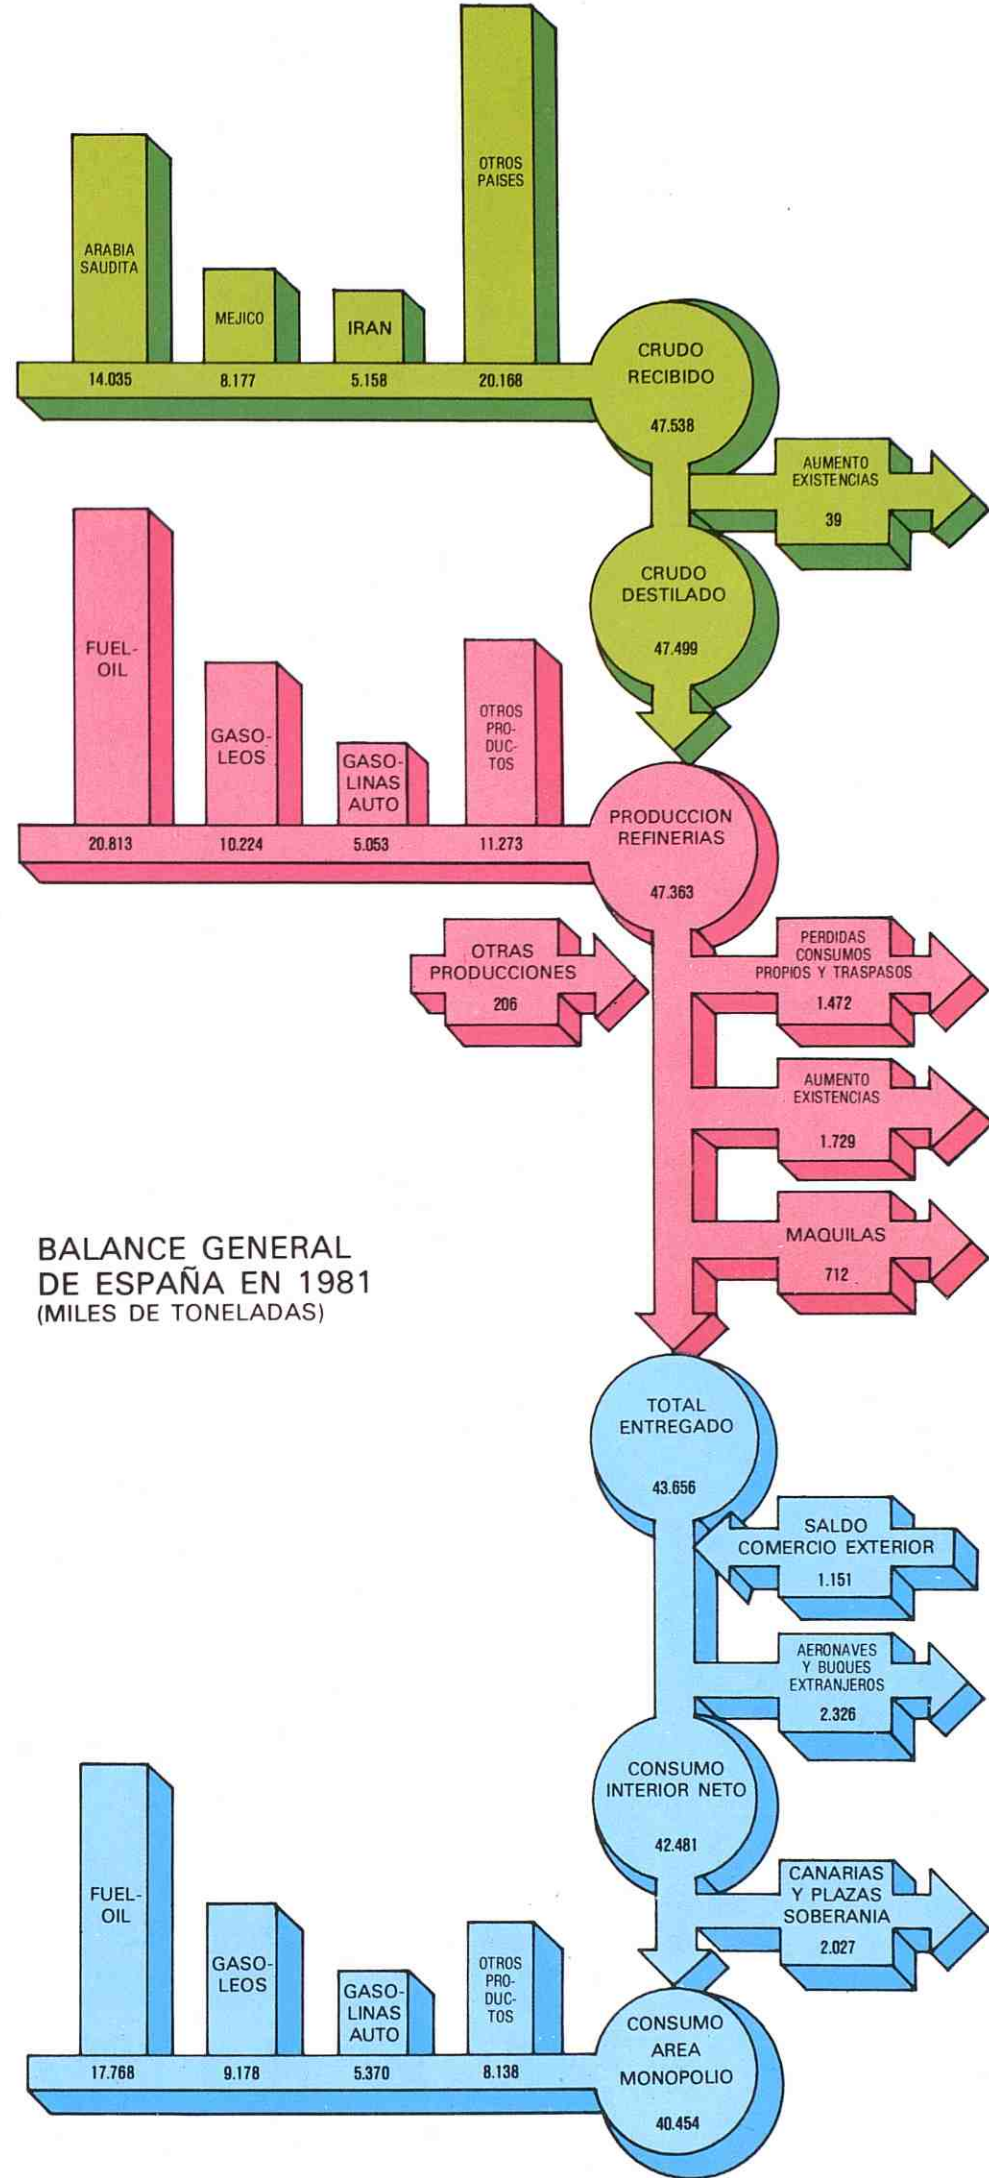 OTROS
PAISES
ARABIA
SAUDITA
MEJICO
IRAN
14.035
8.177
5.158
20.168
CRUDO
RECIBIDO
47.538
AUMENTO
EXISTENCIAS
39
CRUDO
DESTILADO
47.499
FUEL-
OIL
GASO-
LEOS
GASO-
LINAS
AUTO
OTROS
PRO-
DUC-
TOS
20.813
10.224
5.053
11.273
PRODUCCION
REFINERIAS
47.363
OTRAS
PRODUCCIONES
206
PERDIDAS
CONSUMOS
PROPIOS Y TRASPASOS
1.472
AUMENTO
EXISTENCIAS
1.729
MAQUILAS
712
BALANCE GENERAL
DE ESPAÑA EN 1981
(MILES DE TONELADAS)
TOTAL
ENTREGADO
43.656
SALDO
COMERCIO EXTERIOR
1.151
AERONAVES
Y BUQUES
EXTRANJEROS
2.326
CONSUMO
INTERIOR NETO
42.481
CANARIAS
Y PLAZAS
SOBERANIA
2.027
FUEL-
OIL
GASO-
LEOS
GASO-
LINAS
AUTO
OTROS
PRO-
DUC-
TOS
17.768
9.178
5.370
8.138
CONSUMO
AREA
MONOPOLIO
40.454